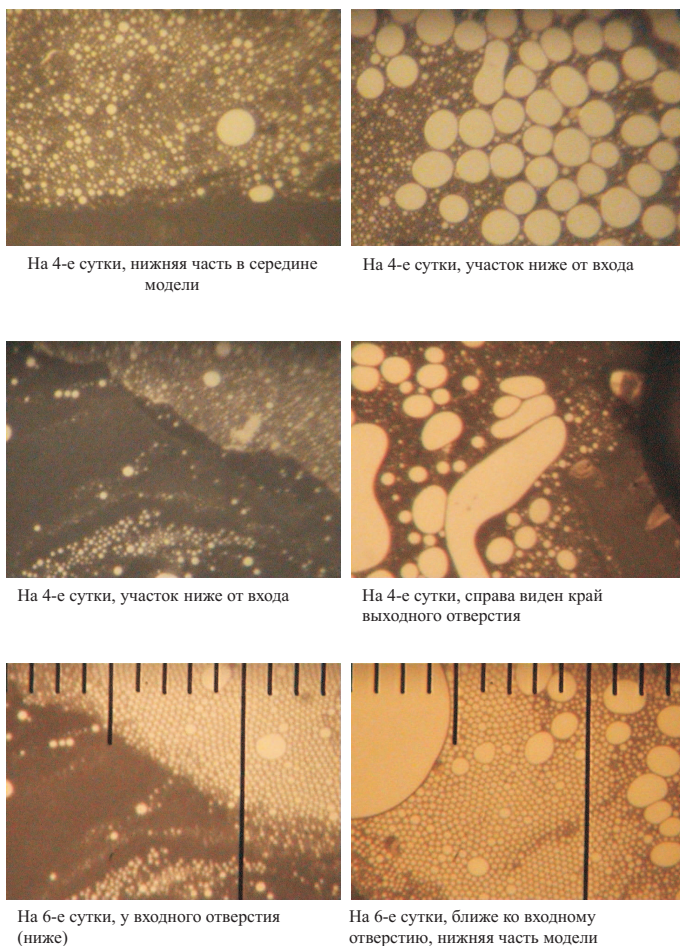 На 4-е сутки, нижняя часть в середине
модели
На 4-е сутки, участок ниже от входа
На 4-е сутки, участок ниже от входа
На 4-е сутки, справа виден край
выходного отверстия
На 6-е сутки, у входного отверстия
(ниже)
На 6-е сутки, ближе ко входному
отверстию, нижняя часть модели